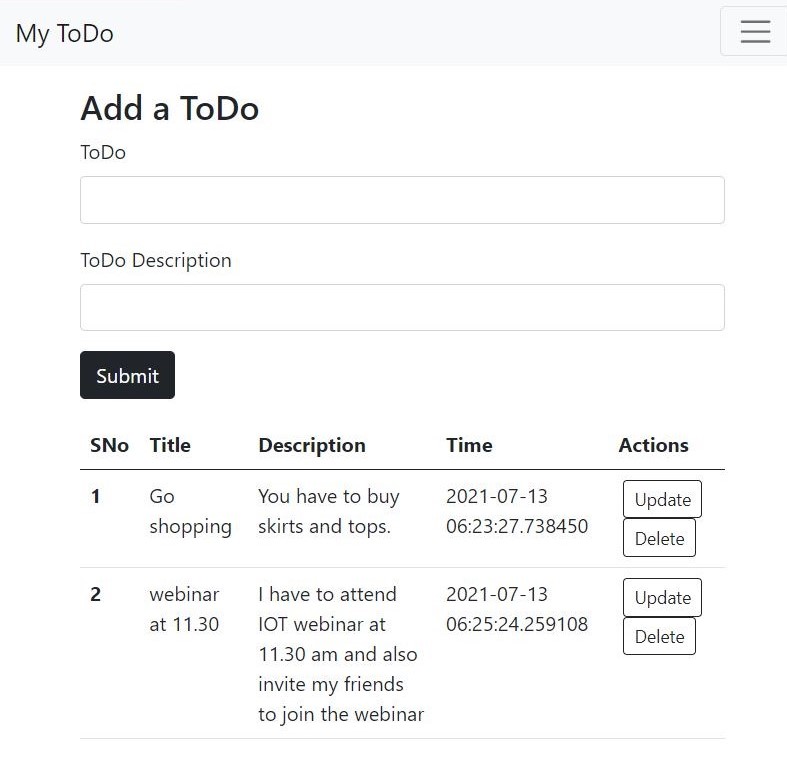 My ToDo
Add a ToDo
ToDo
ToDo Description
Submit
SNo Title Description Time Actions
1 Go You have to buy 2021-07-13 Update
shopping skirts and tops. 06:23:27.738450 Delete
2 webinar I have to attend 2021-07-13 Update
at 11.30 IOT webinar at 06:25:24.259108 Delete
11.30 am and also
invite my friends
to join the webinar